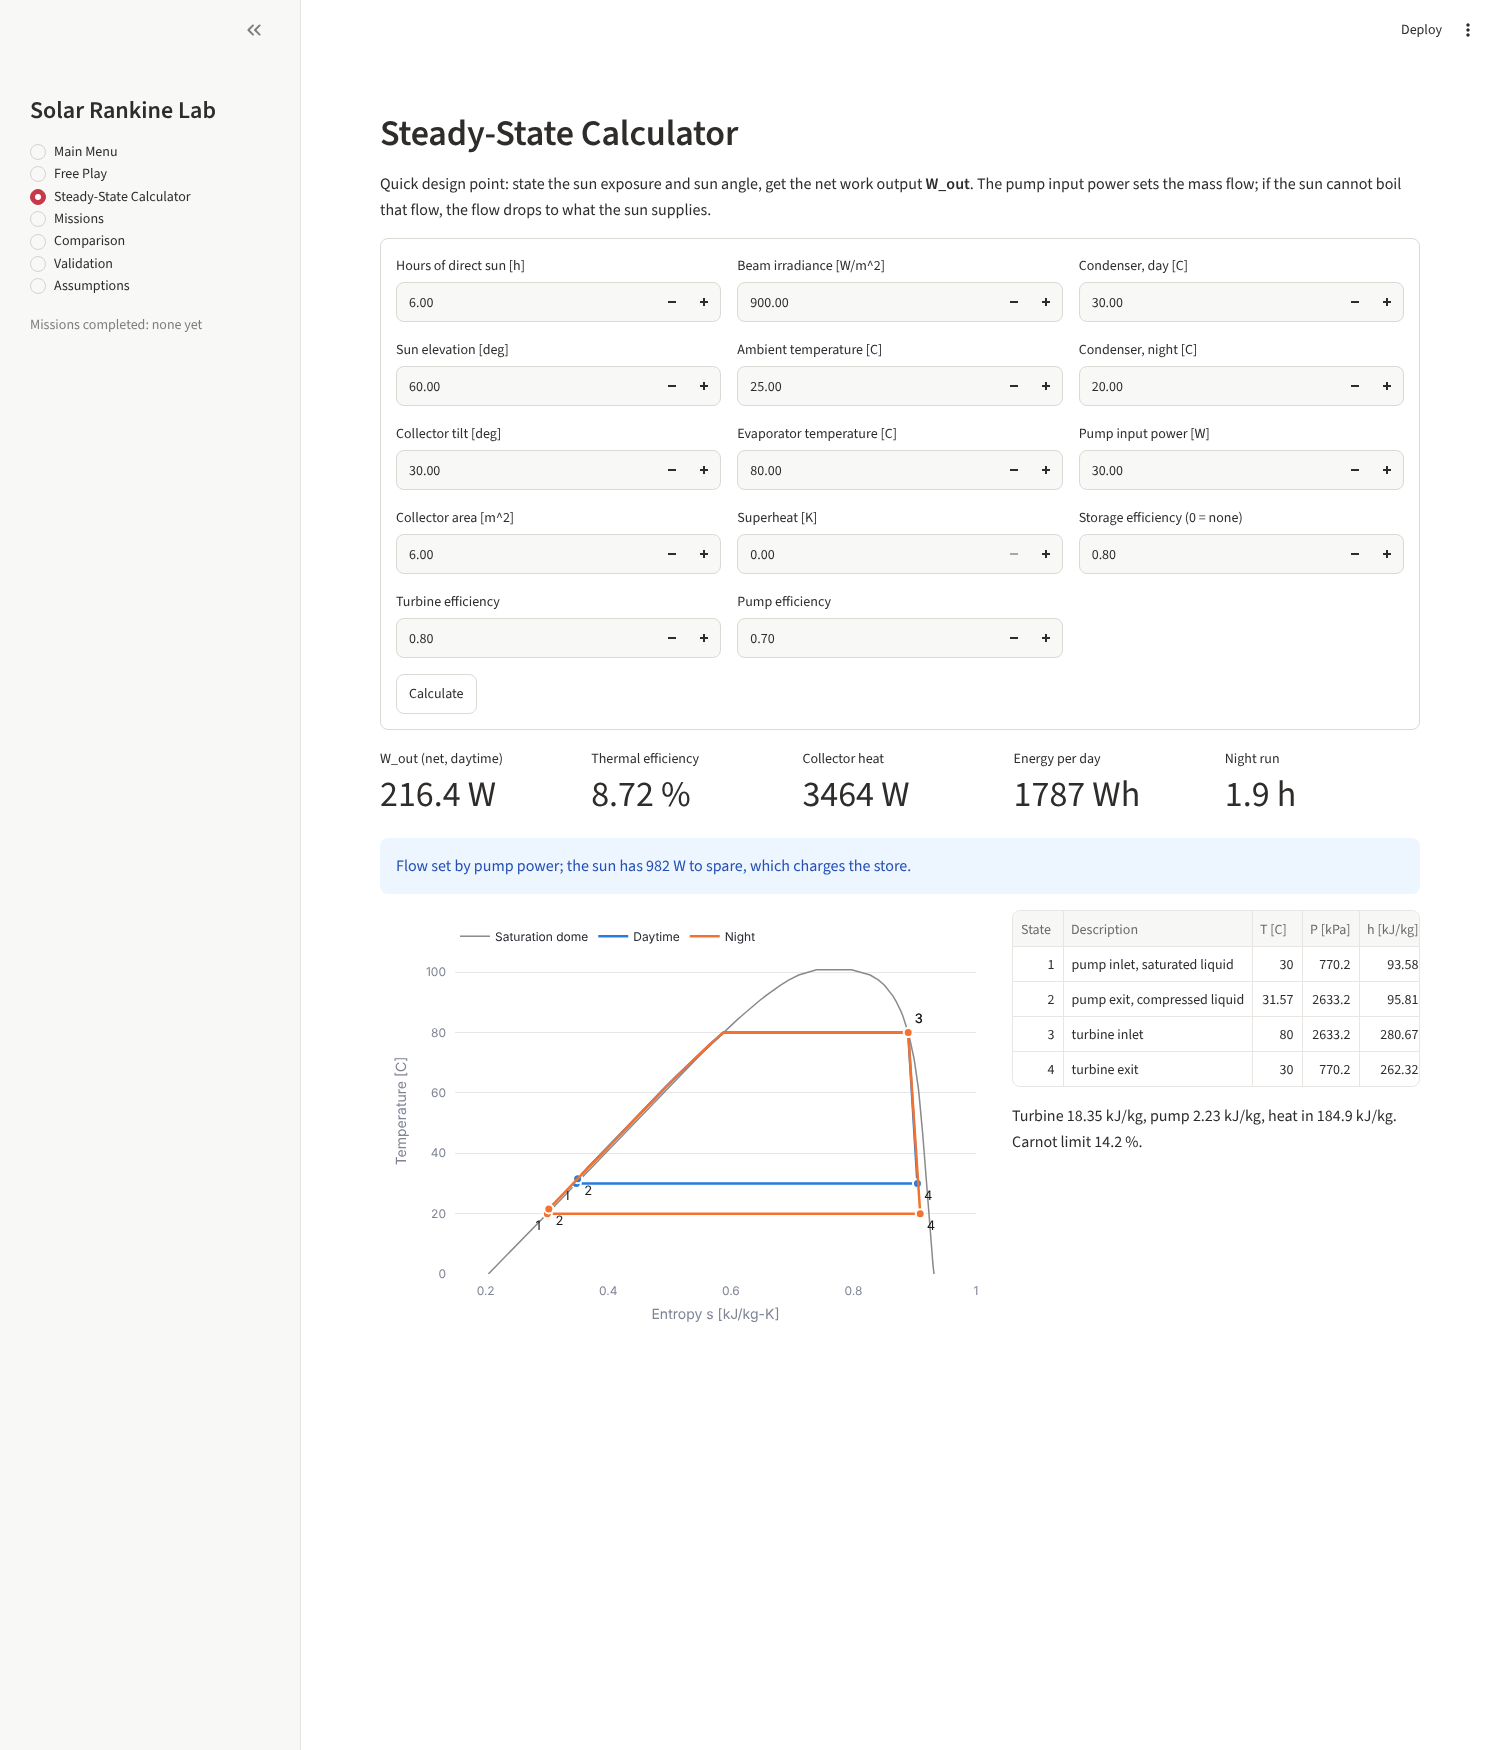 Deploy
Solar Rankine Lab
Main Menu
Free Play
Steady-State Calculator
Missions
Comparison
Validation
Assumptions
Missions completed: none yet
Steady-State Calculator
Quick design point: state the sun exposure and sun angle, get the net work output W_out. The pump input power sets the mass flow; if the sun cannot boil
that flow, the flow drops to what the sun supplies.
Hours of direct sun [h] Beam irradiance [W/m^2] Condenser, day [C]
6.00 900.00 30.00
Sun elevation [deg] Ambient temperature [C] Condenser, night [C]
60.00 25.00 20.00
Collector tilt [deg] Evaporator temperature [C] Pump input power [W]
30.00 80.00 30.00
Collector area [m^2] Superheat [K] Storage efficiency (0 = none)
6.00 0.00 0.80
Turbine efficiency Pump efficiency
0.80 0.70
Calculate
W_out (net, daytime) Thermal efficiency Collector heat Energy per day Night run
216.4 W 8.72 % 3464 W 1787 Wh 1.9 h
Flow set by pump power; the sun has 982 W to spare, which charges the store.
Saturation dome Daytime Night
100
80
60
40
20
0
0.2 0.4 0.6 0.8 1
Temperature [C]
Entropy s [kJ/kg-K]
3
1 2 4
1 2 4
State Description T [C] P [kPa] h [kJ/kg]
1 pump inlet, saturated liquid 30 770.2 93.58
2 pump exit, compressed liquid 31.57 2633.2 95.81
3 turbine inlet 80 2633.2 280.67
4 turbine exit 30 770.2 262.32
Turbine 18.35 kJ/kg, pump 2.23 kJ/kg, heat in 184.9 kJ/kg.
Carnot limit 14.2 %.